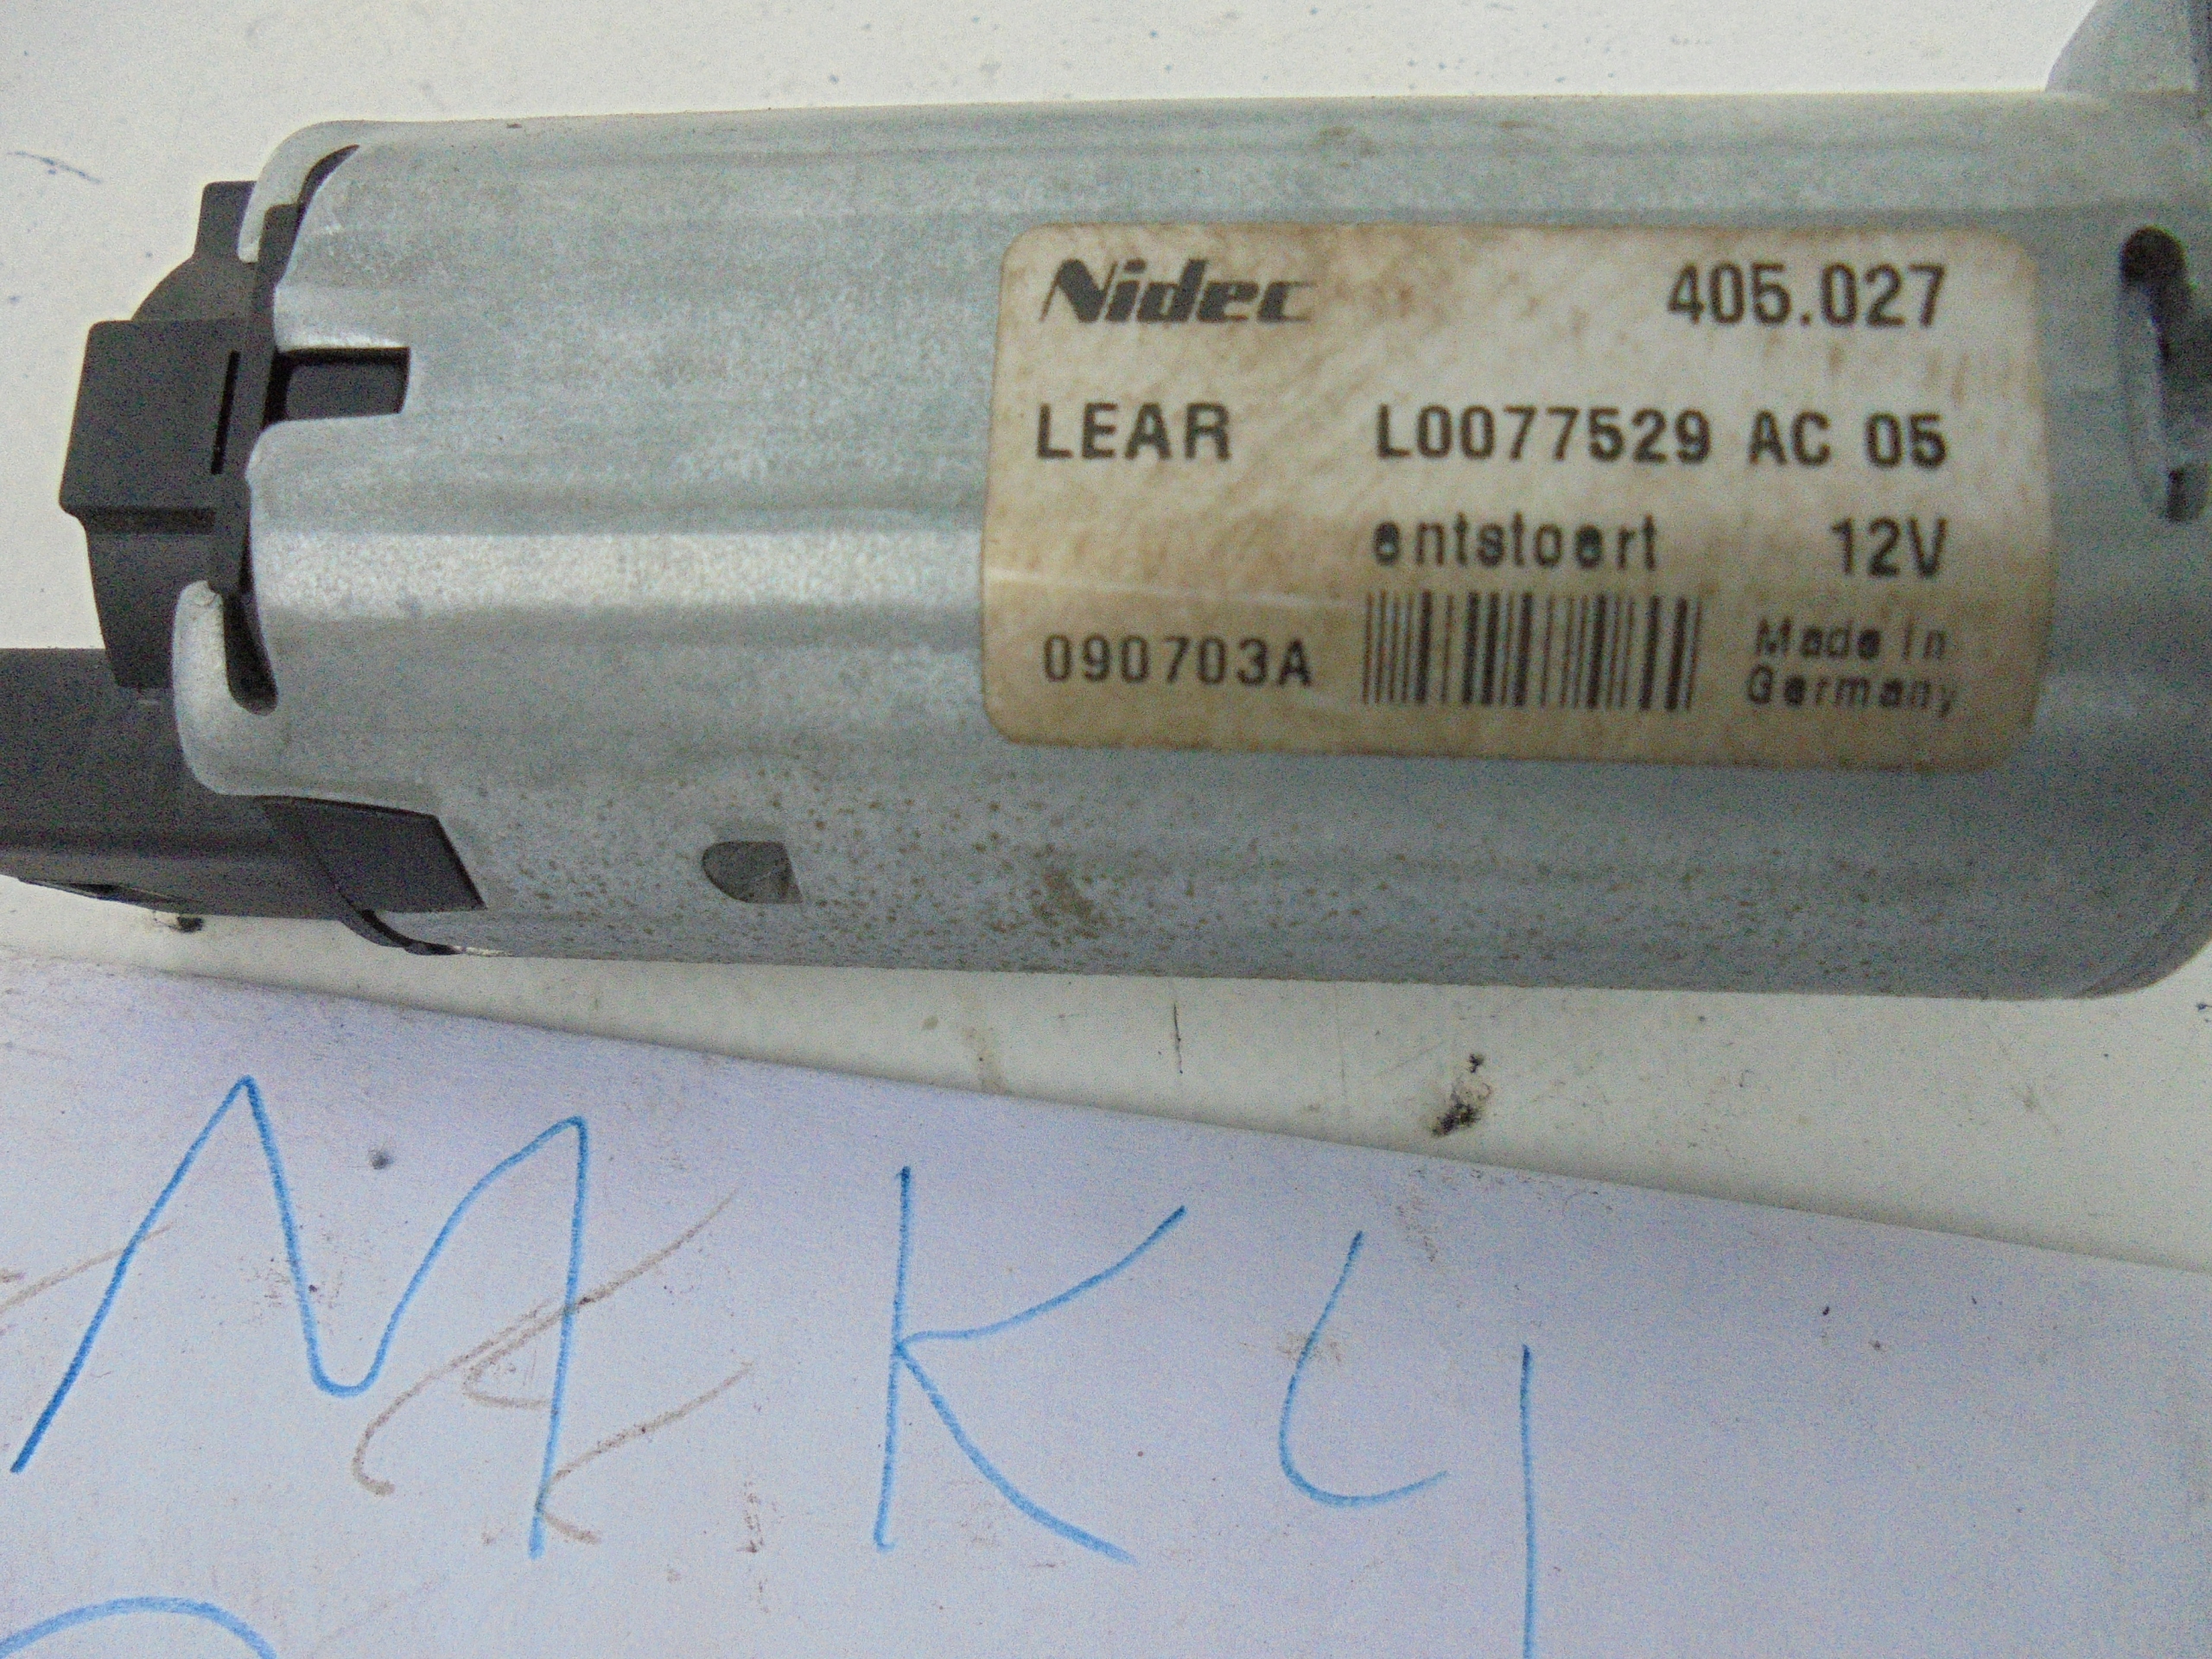 Nidec 405.027
LEAR L0077529 AC 05
entstoert 12V
090703A Made in
Germany
MK4